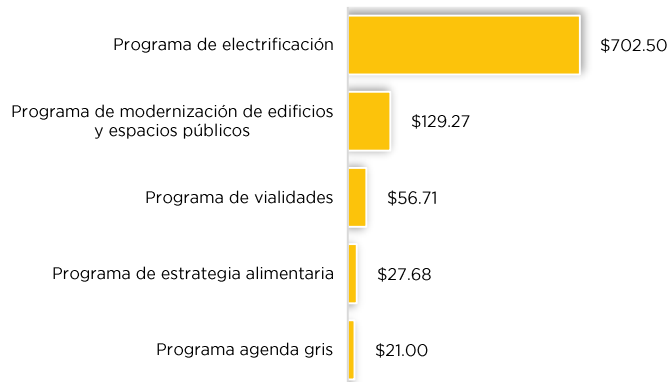 Programa de electrificación
$702.50
Programa de modernización de edificios
y espacios públicos
$129.27
Programa de vialidades
$56.71
Programa de estrategia alimentaria
$27.68
Programa agenda gris
$21.00